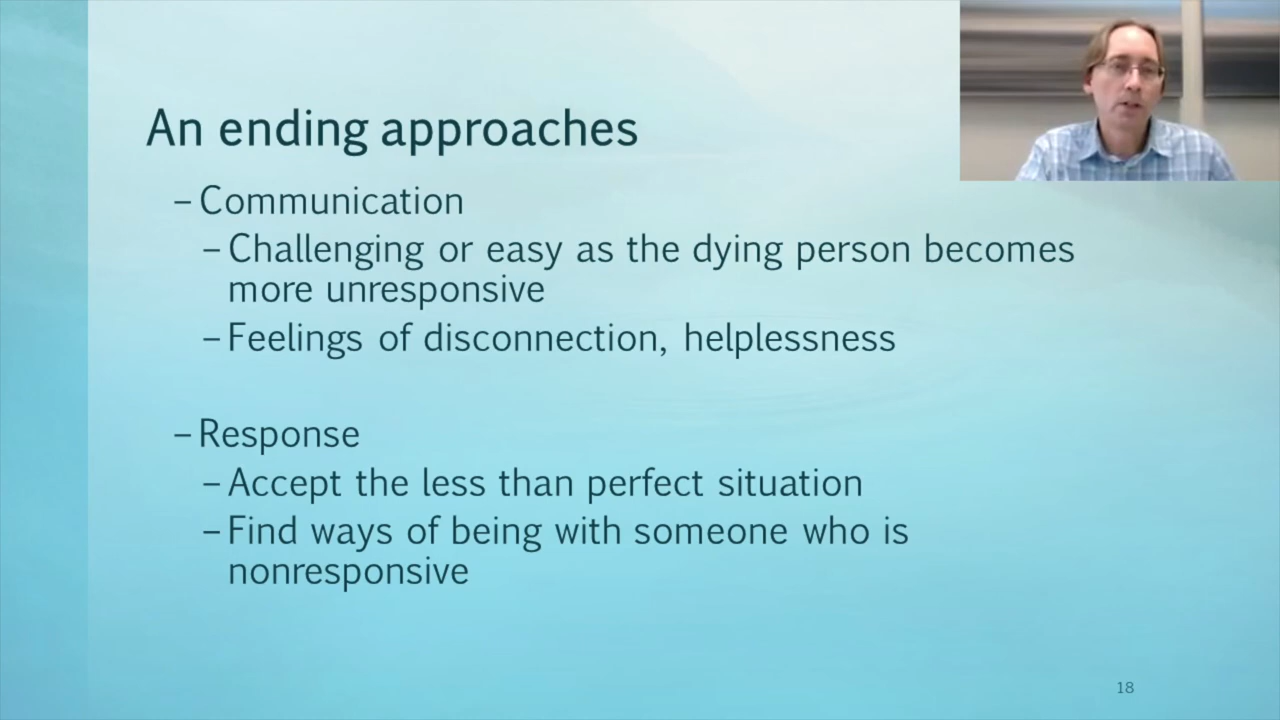 An ending approaches
– Communication
– Challenging or easy as the dying person becomes
more unresponsive
– Feelings of disconnection, helplessness
– Response
– Accept the less than perfect situation
– Find ways of being with someone who is
nonresponsive
18